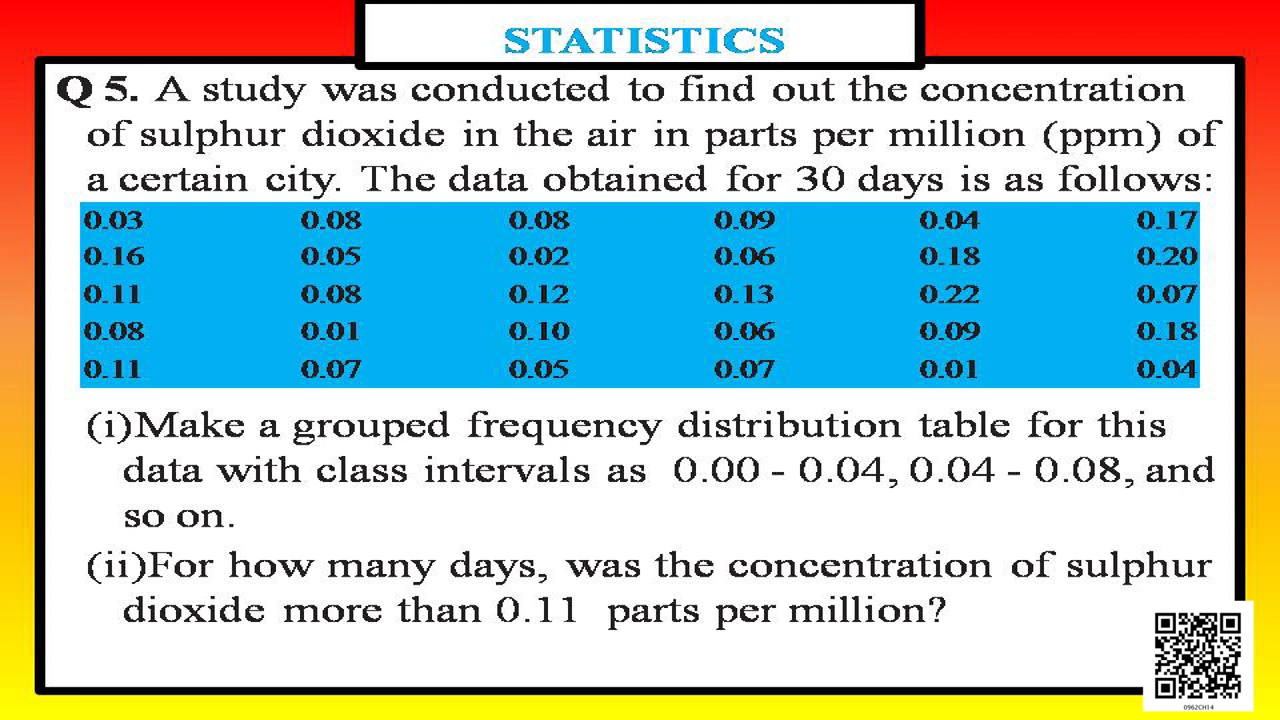 STATISTICS
Q 5. A study was conducted to find out the concentration
of sulphur dioxide in the air in parts per million (ppm) of
a certain city. The data obtained for 30 days is as follows:
0.03 0.08 0.08 0.09 0.04 0.17
0.16 0.05 0.02 0.06 0.18 0.20
0.11 0.08 0.12 0.13 0.22 0.07
0.08 0.01 0.10 0.06 0.09 0.18
0.11 0.07 0.05 0.07 0.01 0.04
(i)Make a grouped frequency distribution table for this
data with class intervals as 0.00 - 0.04, 0.04 - 0.08, and
so on.
(ii)For how many days, was the concentration of sulphur
dioxide more than 0.11 parts per million?
0962CH14